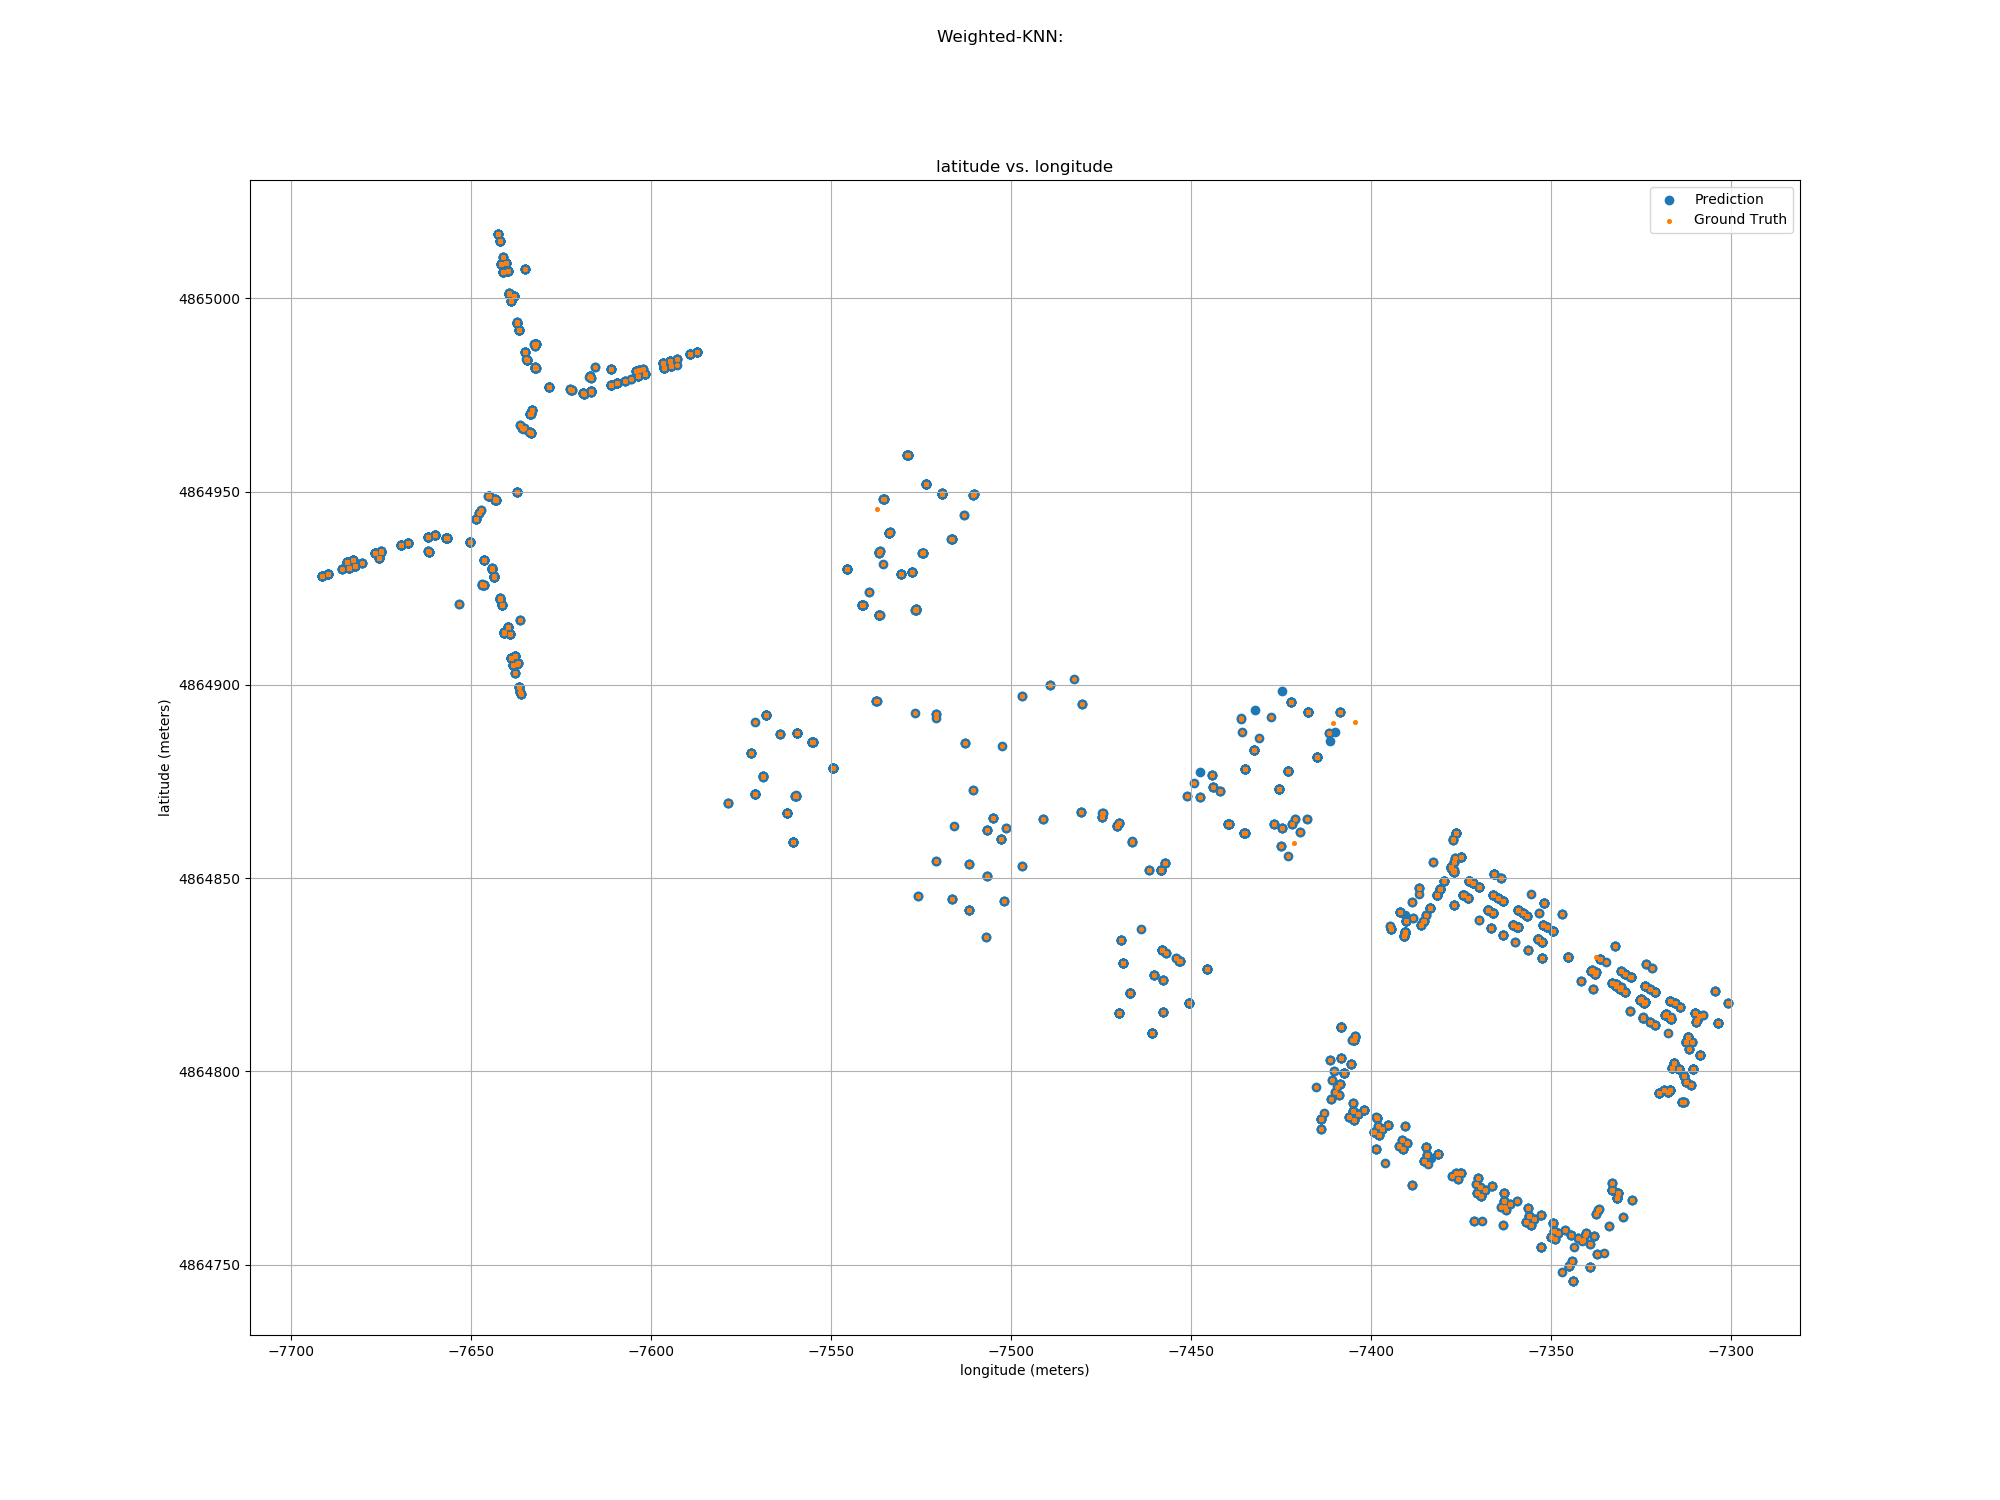 Weighted-KNN:
latitude vs. longitude
Prediction
Ground Truth
4865000
4864950
4864900
4864850
4864800
4864750
latitude (meters)
−7700 −7650 −7600 −7550 −7500 −7450 −7400 −7350 −7300
longitude (meters)